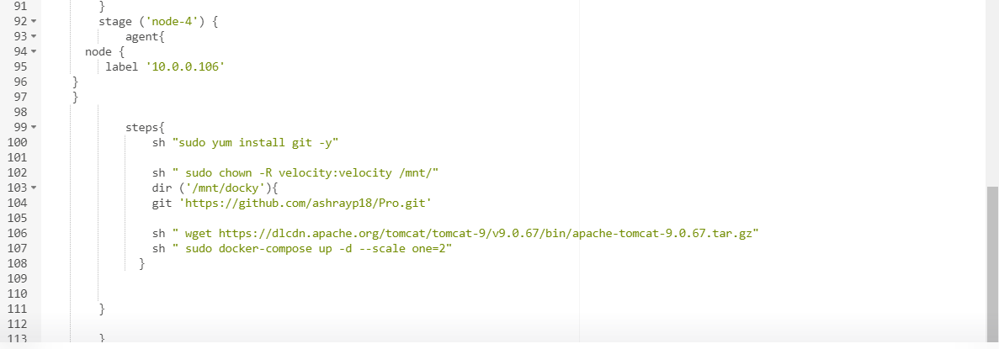 91 }
92 stage ('node-4') {
93 agent{
94 node {
95 label '10.0.0.106'
96 }
97 }
98
99 steps{
100 sh "sudo yum install git -y"
101
102 sh " sudo chown -R velocity:velocity /mnt/"
103 dir ('/mnt/docky'){
104 git 'https://github.com/ashrayp18/Pro.git'
105
106 sh " wget https://dlcdn.apache.org/tomcat/tomcat-9/v9.0.67/bin/apache-tomcat-9.0.67.tar.gz"
107 sh " sudo docker-compose up -d --scale one=2"
108 }
109
110
111 }
112
113 }